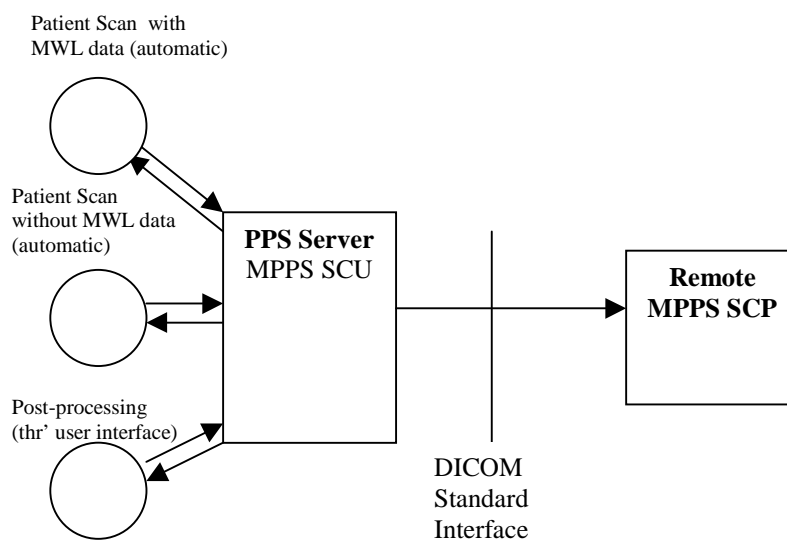 Patient Scan with
MWL data (automatic)
Patient Scan
without MWL data
(automatic)
PPS Server
MPPS SCU
Remote
MPPS SCP
Post-processing
(thr' user interface)
DICOM
Standard
Interface